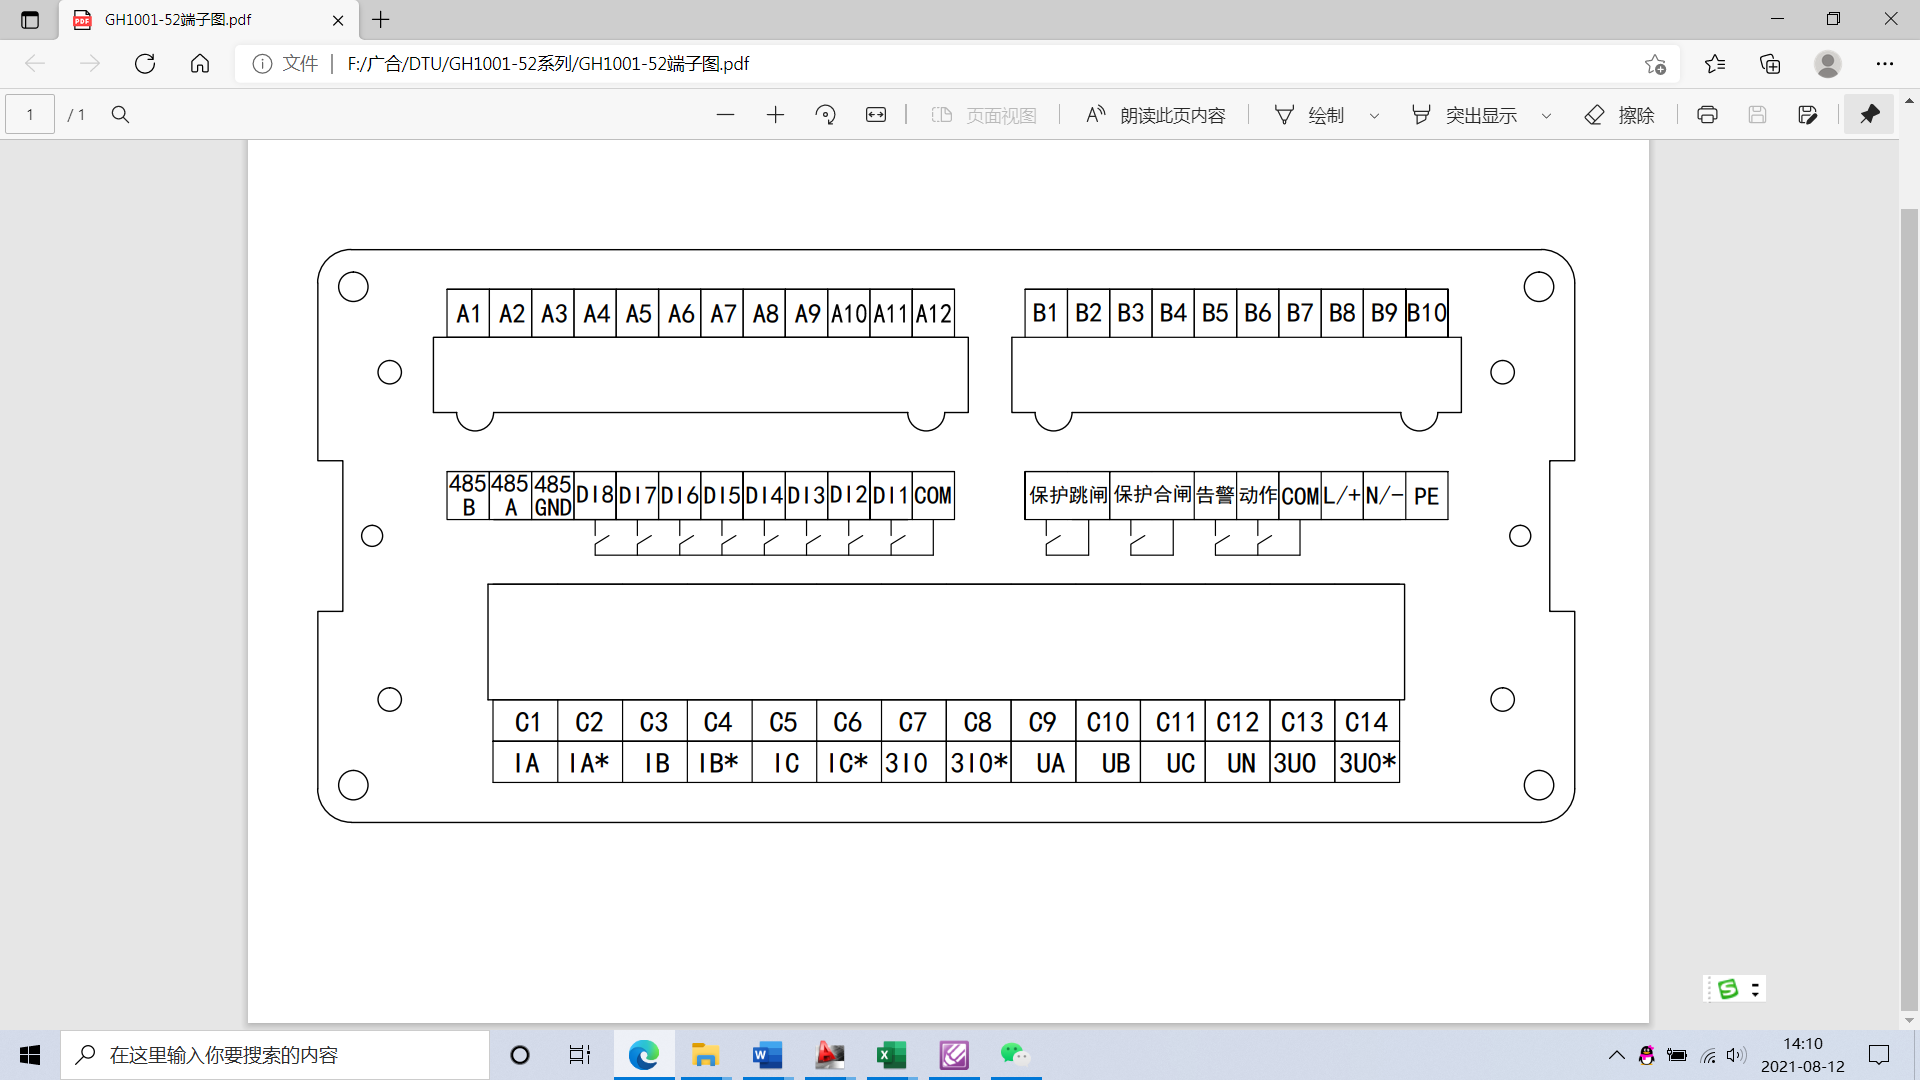 GH1001-52端子图.pdf
文件 F:/广合/DTU/GH1001-52系列/GH1001-52端子图.pdf
1 / 1 页面视图 朗读此页内容 绘制 突出显示 擦除
A1 A2 A3 A4 A5 A6 A7 A8 A9 A10 A11 A12
B1 B2 B3 B4 B5 B6 B7 B8 B9 B10
485 B 485 A 485 GND DI8 DI7 DI6 DI5 DI4 DI3 DI2 DI1 COM
保护跳闸 保护合闸 告警 动作 COM L/+ N/- PE
C1 C2 C3 C4 C5 C6 C7 C8 C9 C10 C11 C12 C13 C14
IA IA* IB IB* IC IC* 3I0 3I0* UA UB UC UN 3U0 3U0*
在这里输入你要搜索的内容
14:10
2021-08-12